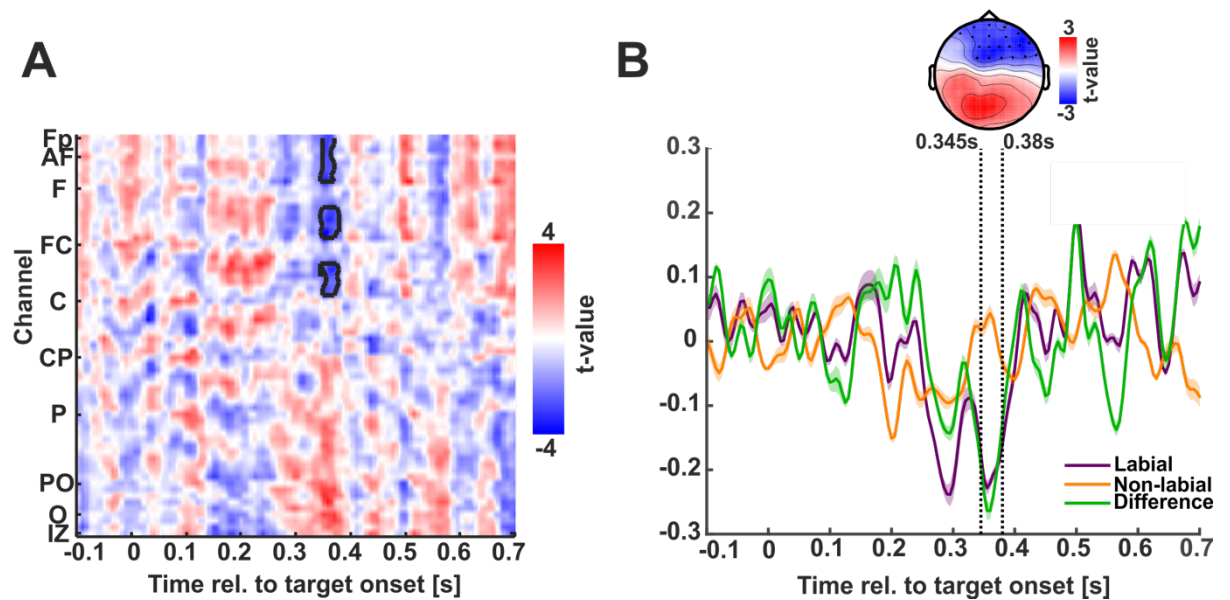 A
Channel
Fp
AF
F
FC
C
CP
P
PO
O
IZ
-0.1 0 0.1 0.2 0.3 0.4 0.5 0.6 0.7
Time rel. to target onset [s]
4
t-value
-4
B
3
t-value
-3
0.345s 0.38s
0.3
0.2
0.1
0
-0.1
-0.2
-0.3
Labial
Non-labial
Difference
-0.1 0 0.1 0.2 0.3 0.4 0.5 0.6 0.7
Time rel. to target onset [s]